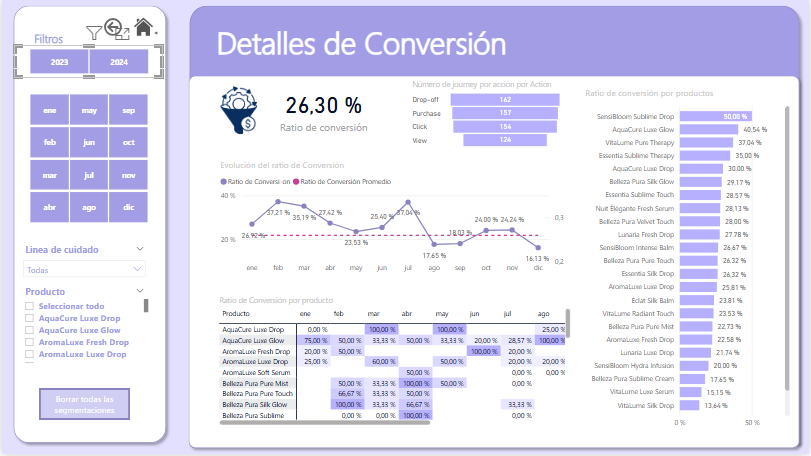 Filtros
2023 2024
ene may sep
feb jun oct
mar jul nov
abr ago dic
Linea de cuidado
Todas
Producto
Seleccionar todo
AquaCure Luxe Drop
AquaCure Luxe Glow
AromaLuxe Fresh Drop
AromaLuxe Luxe Drop
Borrar todas las
segmentaciones
Detalles de Conversión
26,30 %
Ratio de conversión
Número de journey por acción por Action
Drop-off 162
Purchase 157
Click 154
View 124
Evolución del ratio de Conversión
Ratio de Conversi on Ratio de Conversión Promedio
40 %
20 %
0,3
0,2
26,92 % 37,21 % 35,19 % 27,42 % 23,53 % 25,40 % 37,04 % 17,65 % 18,03 % 24,00 % 24,24 % 16,13 %
ene feb mar abr may jun jul ago sep oct nov dic
Ratio de Conversión por producto
Producto ene feb mar abr may jun jul ago
AquaCure Luxe Drop 0,00 % 100,00 % 100,00 % 25,00 %
AquaCure Luxe Glow 75,00 % 50,00 % 33,33 % 50,00 % 33,33 % 20,00 % 28,57 % 100,00 %
AromaLuxe Fresh Drop 20,00 % 50,00 % 100,00 % 20,00 %
AromaLuxe Luxe Drop 25,00 % 60,00 % 50,00 % 20,00 % 20,00 %
AromaLuxe Soft Serum 50,00 % 0,00 % 0,00 %
Belleza Pura Pure Mist 50,00 % 33,33 % 100,00 % 50,00 % 0,00 %
Belleza Pura Pure Touch 66,67 % 33,33 % 50,00 %
Belleza Pura Silk Glow 100,00 % 33,33 % 66,67 % 33,33 %
Belleza Pura Sublime 0,00 % 0,00 % 100,00 % 0,00 %
Ratio de conversión por productos
SensiBloom Sublime Drop 50,00 %
AquaCure Luxe Glow 40,54 %
VitaLume Pure Therapy 37,04 %
Essentia Sublime Therapy 35,00 %
AquaCure Luxe Drop 30,00 %
Belleza Pura Silk Glow 29,17 %
Essentia Sublime Touch 28,57 %
Nuit Élégante Fresh Serum 28,13 %
Belleza Pura Velvet Touch 28,00 %
Lunaria Fresh Drop 27,78 %
SensiBloom Intense Balm 26,67 %
Belleza Pura Pure Touch 26,32 %
Essentia Silk Drop 26,32 %
AromaLuxe Luxe Drop 25,81 %
Éclat Silk Balm 23,81 %
VitaLume Radiant Touch 23,53 %
Belleza Pura Pure Mist 22,73 %
AromaLuxe Fresh Drop 22,58 %
Lunaria Luxe Drop 21,74 %
SensiBloom Hydra Infusion 20,00 %
Belleza Pura Sublime Cream 17,65 %
VitaLume Luxe Serum 15,15 %
VitaLume Silk Drop 13,64 %
0 % 50 %